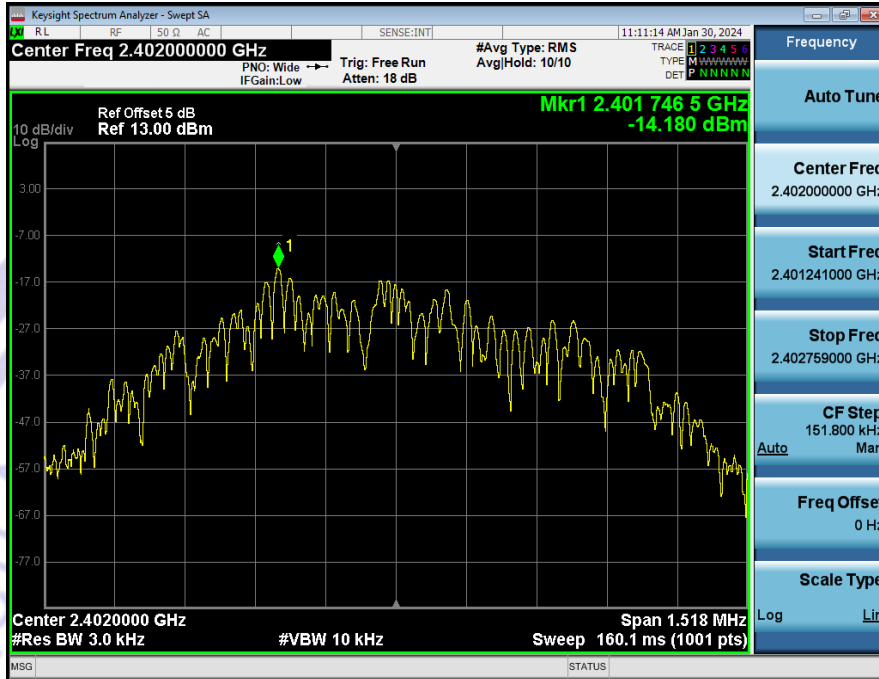 Keysight Spectrum Analyzer - Swept SA
LXI RL RF 50 Ω AC SENSE:INT 11:11:14 AM Jan 30, 2024
Center Freq 2.402000000 GHz #Avg Type: RMS TRACE 1 2 3 4 5 6
PNO: Wide Trig: Free Run Avg|Hold: 10/10 TYPE M WWWWW
IFGain:Low Atten: 18 dB DET P N N N N N
Mkr1 2.401 746 5 GHz
Ref Offset 5 dB
10 dB/div Ref 13.00 dBm -14.180 dBm
Log
3.00
1
-7.00
-17.0
-27.0
-37.0
-47.0
-57.0
-67.0
-77.0
Center 2.4020000 GHz Span 1.518 MHz
#Res BW 3.0 kHz #VBW 10 kHz Sweep 160.1 ms (1001 pts)
MSG STATUS
Frequency
Auto Tune
Center Freq
2.402000000 GHz
Start Freq
2.401241000 GHz
Stop Freq
2.402759000 GHz
CF Step
151.800 kHz
Auto Man
Freq Offset
0 Hz
Scale Type
Log Lin